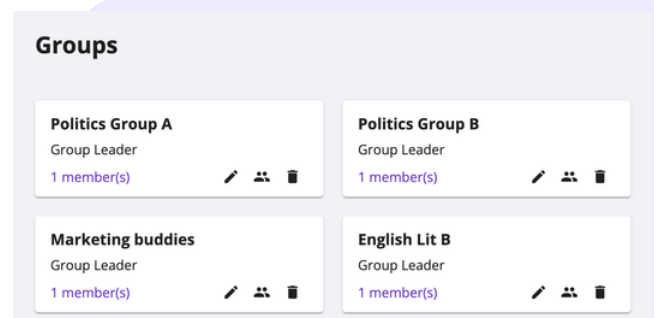 Groups
Politics Group A
Group Leader
1 member(s)
Politics Group B
Group Leader
1 member(s)
Marketing buddies
Group Leader
1 member(s)
English Lit B
Group Leader
1 member(s)